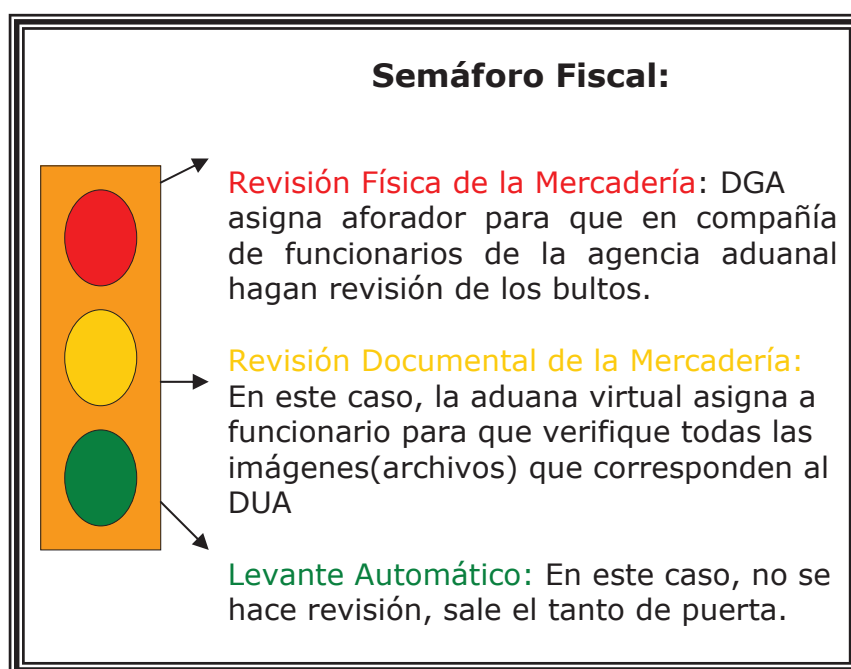 Semáforo Fiscal:
Revisión Física de la Mercadería: DGA
asigna aforador para que en compañía
de funcionarios de la agencia aduanal
hagan revisión de los bultos.
Revisión Documental de la Mercadería:
En este caso, la aduana virtual asigna a
funcionario para que verifique todas las
imágenes(archivos) que corresponden al
DUA
Levante Automático: En este caso, no se
hace revisión, sale el tanto de puerta.